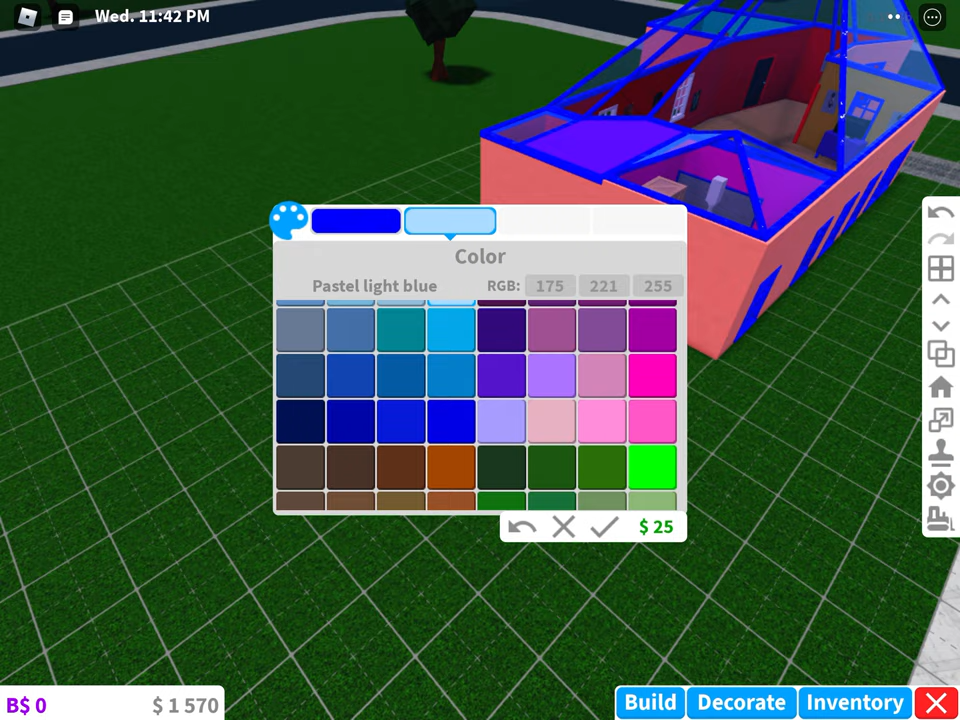 Wed. 11:42 PM
Color
Pastel light blue RGB: 175 221 255
$ 25
B$ 0 $ 1 570
Build Decorate Inventory